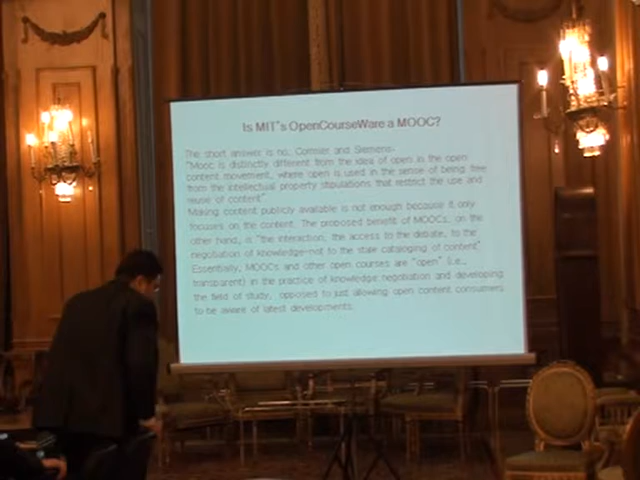 Is MIT's OpenCourseWare a MOOC?
The short answer is no. Cormier and Siemens-
"Mooc is distinctly different from the idea of open in the open
content movement, where open is used in the sense of being free
from the intellectual property stipulations that restrict the use and
reuse of content".
Making content publicly available is not enough because it only
focuses on the content. The proposed benefit of MOOCs, on the
other hand, is "the interaction, the access to the debate, to the
negotiation of knowledge-not to the stale cataloging of content"
Essentially, MOOCs and other open courses are "open" (i.e.,
transparent) in the practice of knowledge negotiation and developing
the field of study, opposed to just allowing open content consumers
to be aware of latest developments.